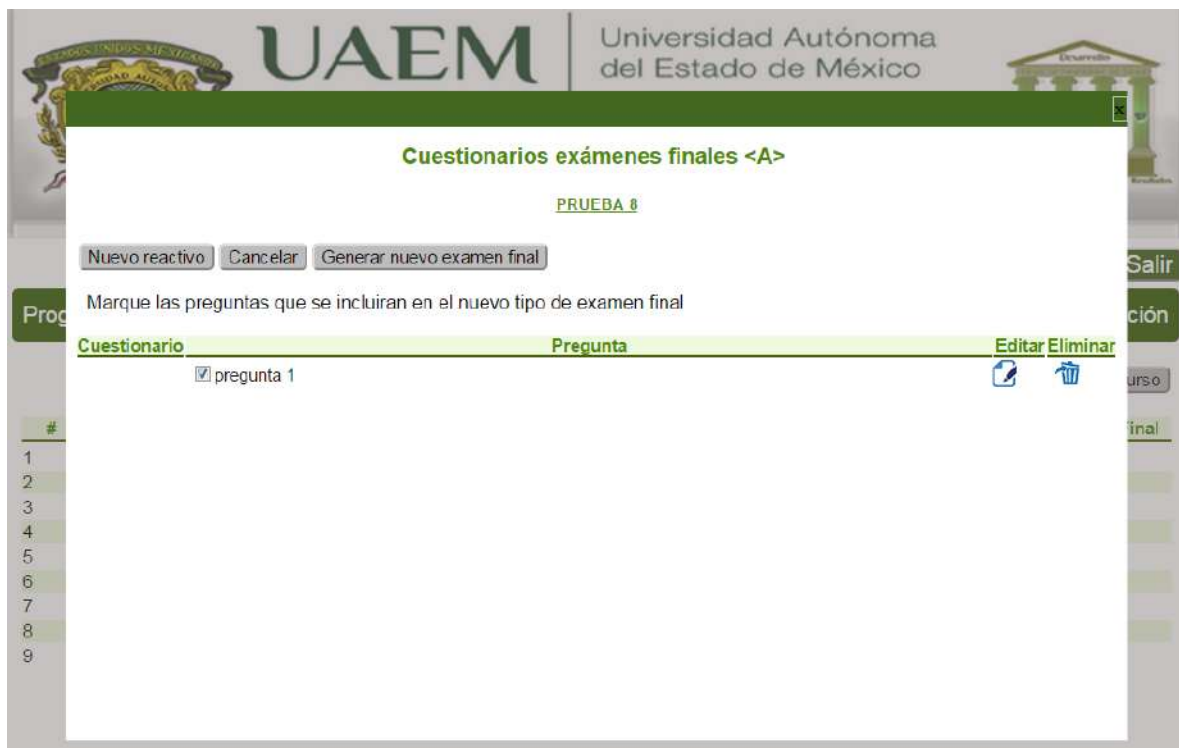 UAEM
Universidad Autónoma
del Estado de México
Desarrollo
x
Cuestionarios exámenes finales <A>
PRUEBA 8
Nuevo reactivo Cancelar Generar nuevo examen final
Salir
Marque las preguntas que se incluiran en el nuevo tipo de examen final
Prog
ción
Cuestionario Pregunta Editar Eliminar
pregunta 1
urso
# inal
1
2
3
4
5
6
7
8
9